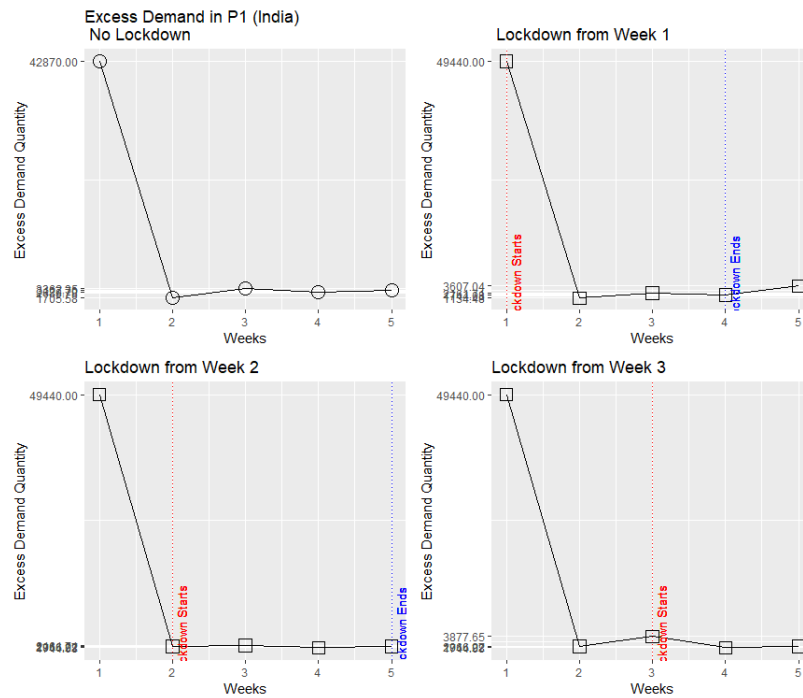 Excess Demand in P1 (India)
No Lockdown
42870.00
Excess Demand Quantity
1 2 3 4 5
Weeks
Lockdown from Week 1
49440.00
3607.04
Excess Demand Quantity
ckdown Starts
ckdown Ends
1 2 3 4 5
Weeks
Lockdown from Week 2
49440.00
Excess Demand Quantity
ckdown Starts
ckdown Ends
1 2 3 4 5
Weeks
Lockdown from Week 3
49440.00
3877.65
Excess Demand Quantity
ckdown Starts
1 2 3 4 5
Weeks